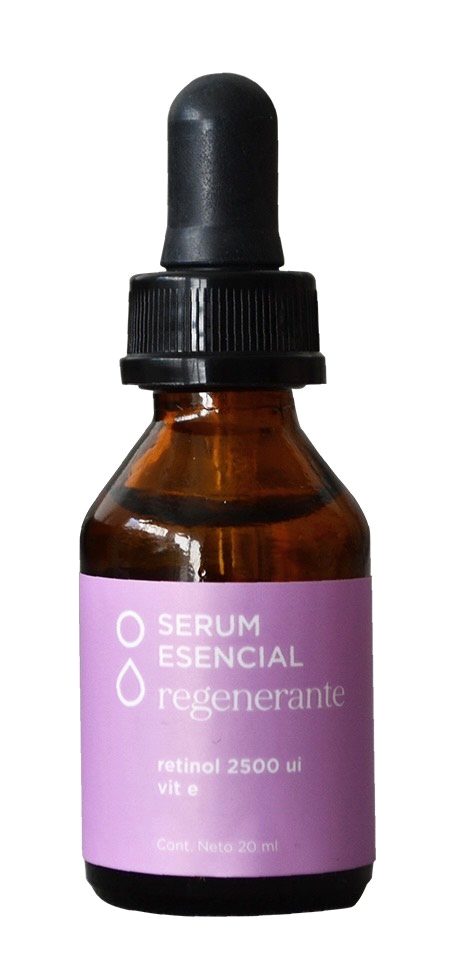 SERUM
ESENCIAL
regenerante
retinol 2500 ui
vit e
Cont. Neto 20 ml